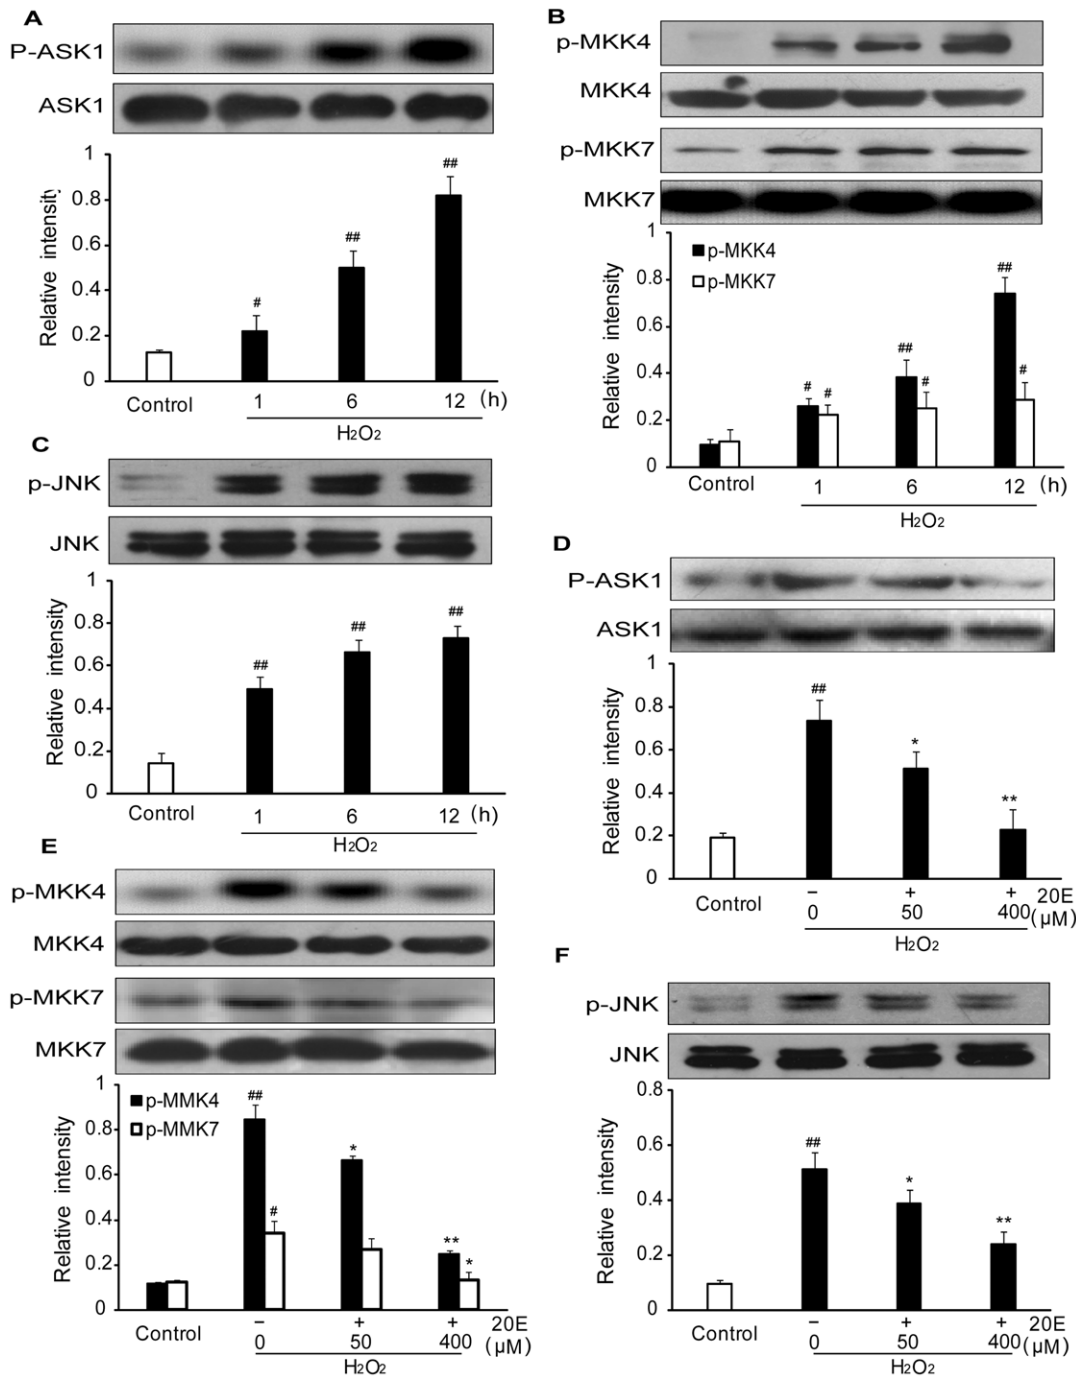 A
P-ASK1
ASK1
Relative intensity
1
0.8
0.6
0.4
0.2
0
#
##
##
Control
1
6
12
(h)
H2O2
B
p-MKK4
MKK4
p-MKK7
MKK7
Relative intensity
1
0.8
0.6
0.4
0.2
0
p-MKK4
p-MKK7
#
#
##
#
##
#
Control
1
6
12
(h)
H2O2
C
p-JNK
JNK
Relative intensity
1
0.8
0.6
0.4
0.2
0
##
##
##
Control
1
6
12
(h)
H2O2
D
P-ASK1
ASK1
Relative intensity
1
0.8
0.6
0.4
0.2
0
##
*
**
Control
− + + 20E
0 50 400 (μM)
H2O2
E
p-MKK4
MKK4
p-MKK7
MKK7
Relative intensity
1
0.8
0.6
0.4
0.2
0
p-MMK4
p-MMK7
##
#
*
**
*
Control
− + + 20E
0 50 400 (μM)
H2O2
F
p-JNK
JNK
Relative intensity
0.8
0.6
0.4
0.2
0
##
*
**
Control
− + + 20E
0 50 400 (μM)
H2O2